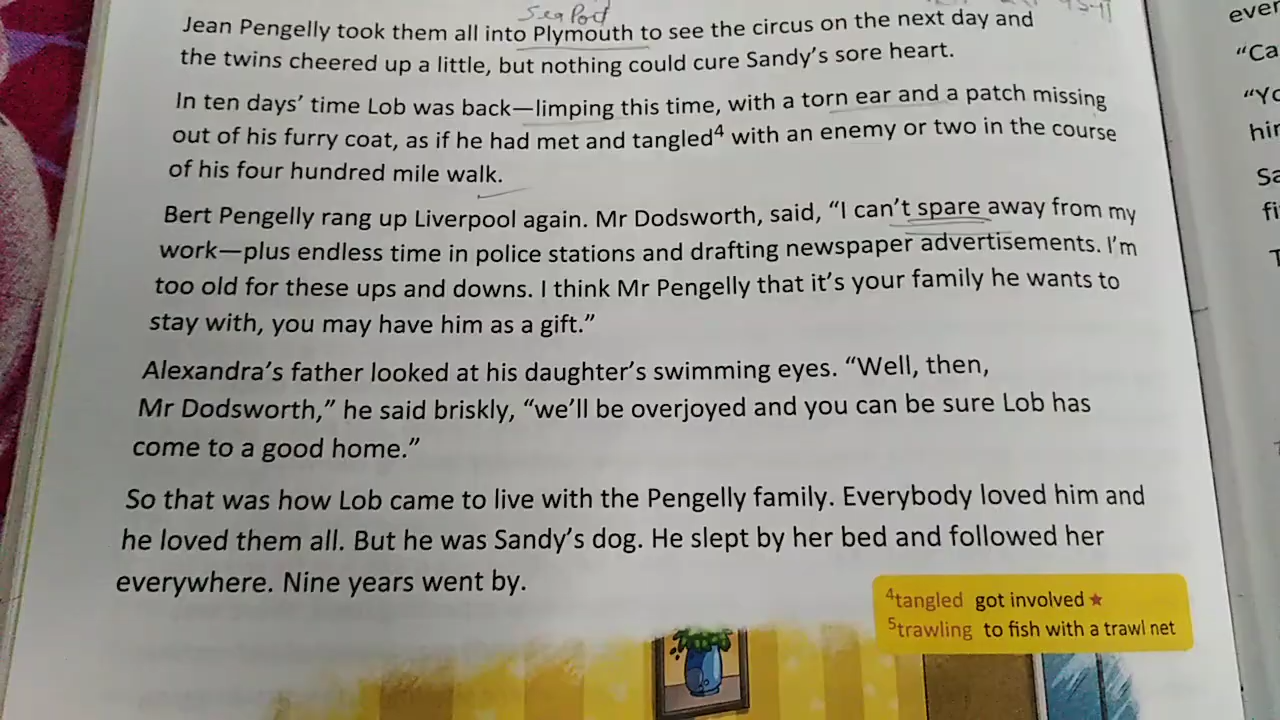 Sea Port
Jean Pengelly took them all into Plymouth to see the circus on the next day and
the twins cheered up a little, but nothing could cure Sandy's sore heart.
In ten days' time Lob was back—limping this time, with a torn ear and a patch missing
out of his furry coat, as if he had met and tangled⁴ with an enemy or two in the course
of his four hundred mile walk.
Bert Pengelly rang up Liverpool again. Mr Dodsworth, said, “I can't spare away from my
work—plus endless time in police stations and drafting newspaper advertisements. I'm
too old for these ups and downs. I think Mr Pengelly that it's your family he wants to
stay with, you may have him as a gift.”
Alexandra's father looked at his daughter's swimming eyes. “Well, then,
Mr Dodsworth,” he said briskly, “we'll be overjoyed and you can be sure Lob has
come to a good home.”
So that was how Lob came to live with the Pengelly family. Everybody loved him and
he loved them all. But he was Sandy's dog. He slept by her bed and followed her
everywhere. Nine years went by.
⁴tangled got involved ★
⁵trawling to fish with a trawl net
“Ca
“Yo
hi
Sa
fi